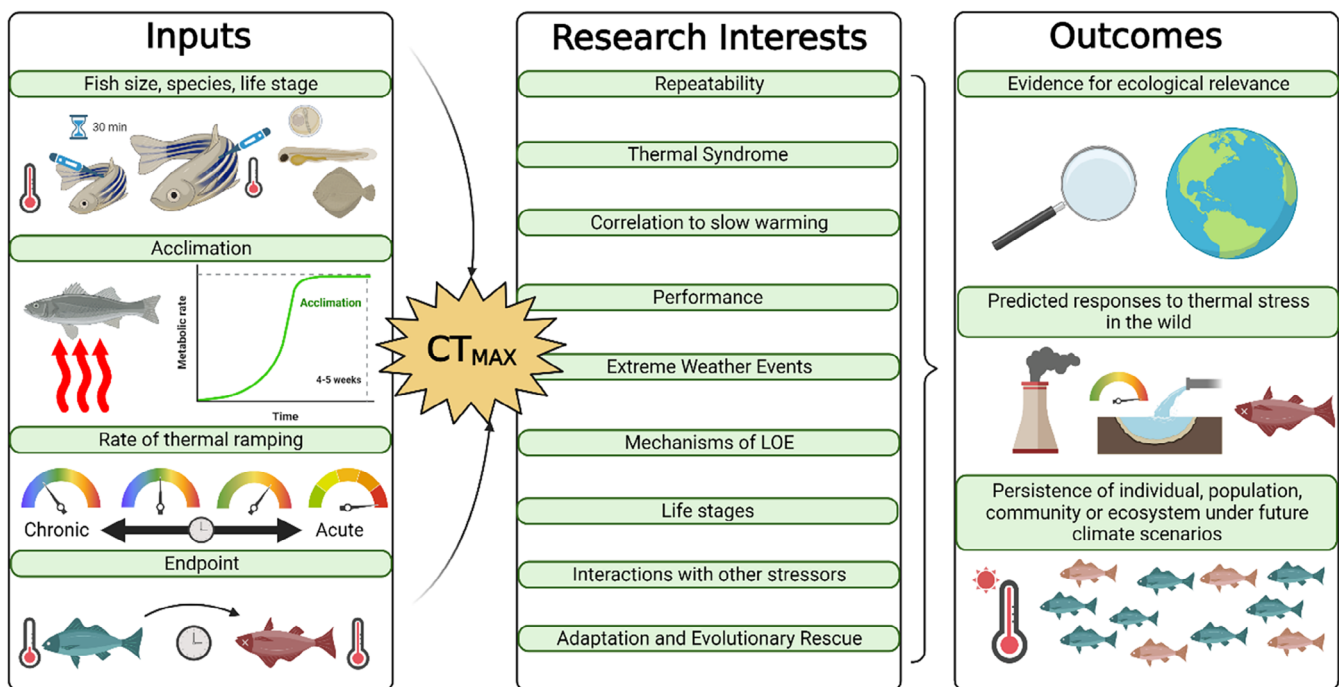 Inputs
Fish size, species, life stage
30 min
Acclimation
Metabolic rate
Acclimation
4-5 weeks
Time
Rate of thermal ramping
Chronic
Acute
Endpoint
CTMAX
Research Interests
Repeatability
Thermal Syndrome
Correlation to slow warming
Performance
Extreme Weather Events
Mechanisms of LOE
Life stages
Interactions with other stressors
Adaptation and Evolutionary Rescue
Outcomes
Evidence for ecological relevance
Predicted responses to thermal stress
in the wild
Persistence of individual, population,
community or ecosystem under future
climate scenarios